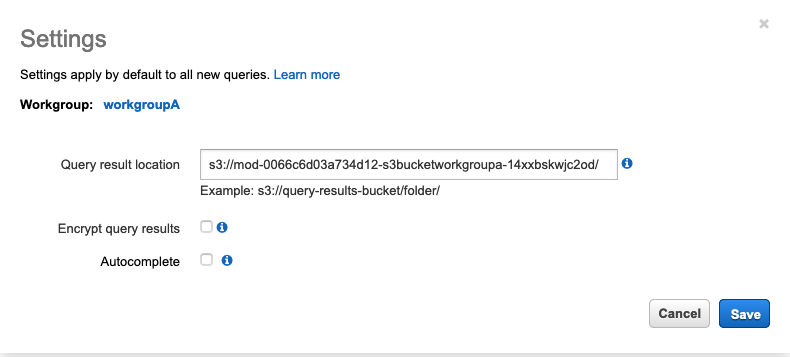 Settings
Settings apply by default to all new queries. Learn more
Workgroup: workgroupA
Query result location s3://mod-0066c6d03a734d12-s3bucketworkgroupa-14xxbskwjc2od/
Example: s3://query-results-bucket/folder/
Encrypt query results
Autocomplete
Cancel Save